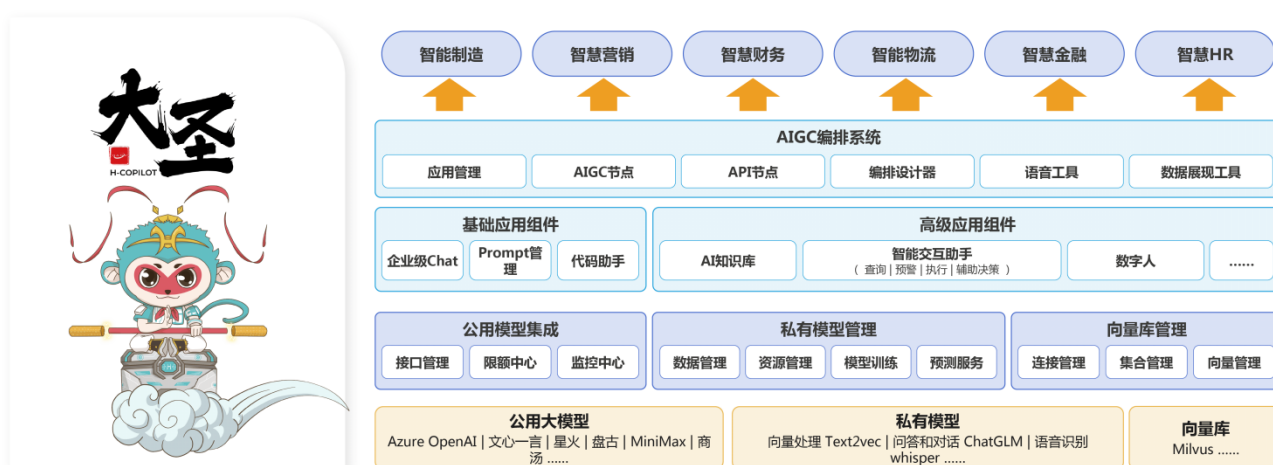 大圣
H-COPILOT
智能制造
智慧营销
智慧财务
智能物流
智慧金融
智慧HR
AIGC编排系统
应用管理
AIGC节点
API节点
编排设计器
语音工具
数据展现工具
基础应用组件
企业级Chat
Prompt管
理
代码助手
高级应用组件
AI知识库
智能交互助手
( 查询 | 预警 | 执行 | 辅助决策 )
数字人
......
公用模型集成
接口管理
限额中心
监控中心
私有模型管理
数据管理
资源管理
模型训练
预测服务
向量库管理
连接管理
集合管理
向量管理
公用大模型
Azure OpenAI | 文心一言 | 星火 | 盘古 | MiniMax | 商
汤 ......
私有模型
向量处理 Text2vec | 问答和对话 ChatGLM | 语音识别
whisper ......
向量库
Milvus ......